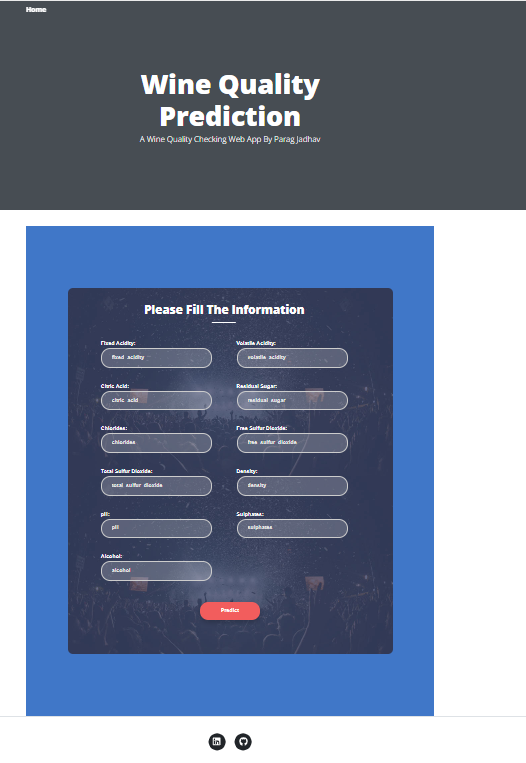 Home
Wine Quality
Prediction
A Wine Quality Checking Web App By Parag Jadhav
Please Fill The Information
Fixed Acidity: Volatile Acidity:
fixed acidity volatile acidity
Citric Acid: Residual Sugar:
citric acid residual sugar
Chlorides: Free Sulfur Dioxide:
chlorides free sulfur dioxide
Total Sulfur Dioxide: Density:
total sulfur dioxide density
pH: Sulphates:
pH sulphates
Alcohol:
alcohol
Predict
in